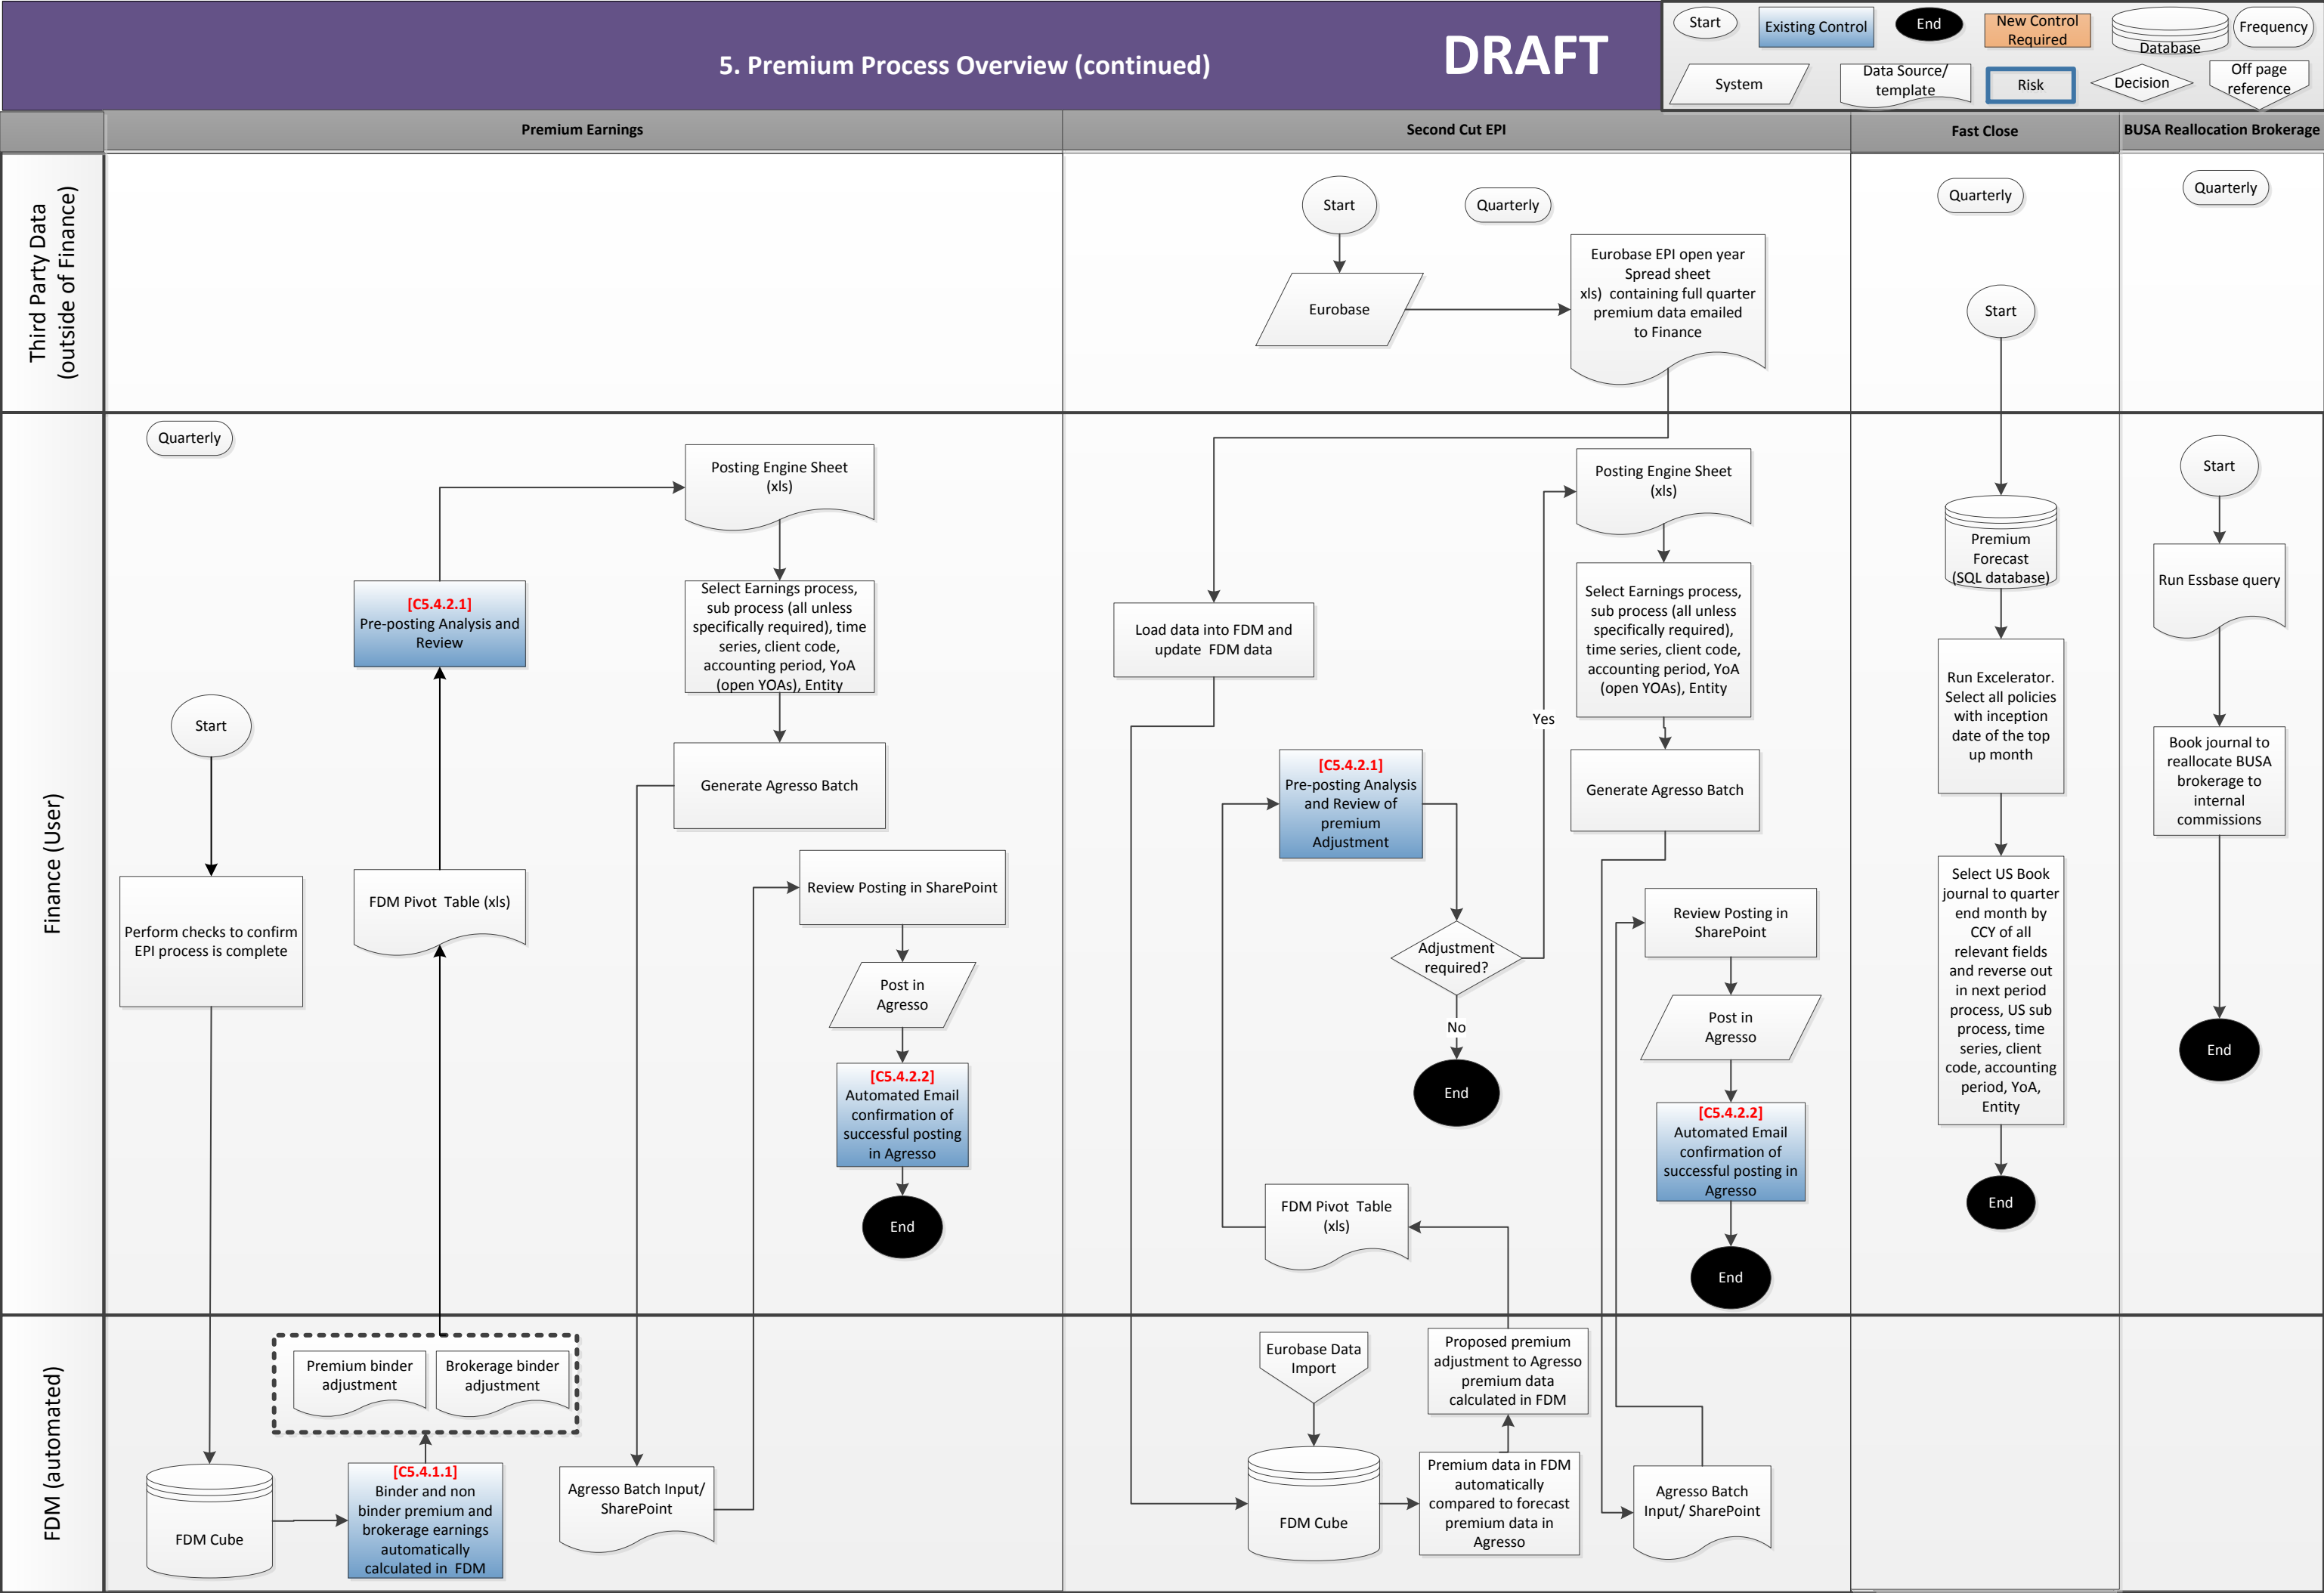 5. Premium Process Overview (continued)
DRAFT
Start
Existing Control
End
New Control
Required
Database
Frequency
System
Data Source/
template
Risk
Decision
Off page
reference
Premium Earnings
Second Cut EPI
Fast Close
BUSA Reallocation Brokerage
Third Party Data
(outside of Finance)
Start
Quarterly
Eurobase
Eurobase EPI open year
Spread sheet
xls) containing full quarter
premium data emailed
to Finance
Quarterly
Start
Quarterly
Finance (User)
Quarterly
Start
Perform checks to confirm
EPI process is complete
[C5.4.2.1]
Pre-posting Analysis and
Review
FDM Pivot Table (xls)
Posting Engine Sheet
(xls)
Select Earnings process,
sub process (all unless
specifically required), time
series, client code,
accounting period, YoA
(open YOAs), Entity
Generate Agresso Batch
Review Posting in SharePoint
Post in
Agresso
[C5.4.2.2]
Automated Email
confirmation of
successful posting
in Agresso
End
Load data into FDM and
update FDM data
[C5.4.2.1]
Pre-posting Analysis
and Review of
premium
Adjustment
Adjustment
required?
Yes
No
End
FDM Pivot Table
(xls)
Posting Engine Sheet
(xls)
Select Earnings process,
sub process (all unless
specifically required),
time series, client code,
accounting period, YoA
(open YOAs), Entity
Generate Agresso Batch
Review Posting in
SharePoint
Post in
Agresso
[C5.4.2.2]
Automated Email
confirmation of
successful posting in
Agresso
End
Premium
Forecast
(SQL database)
Run Excelerator.
Select all policies
with inception
date of the top
up month
Select US Book
journal to quarter
end month by
CCY of all
relevant fields
and reverse out
in next period
process, US sub
process, time
series, client
code, accounting
period, YoA,
Entity
End
Start
Run Essbase query
Book journal to
reallocate BUSA
brokerage to
internal
commissions
End
FDM (automated)
Premium binder
adjustment
Brokerage binder
adjustment
FDM Cube
[C5.4.1.1]
Binder and non
binder premium and
brokerage earnings
automatically
calculated in FDM
Agresso Batch Input/
SharePoint
Eurobase Data
Import
FDM Cube
Proposed premium
adjustment to Agresso
premium data
calculated in FDM
Premium data in FDM
automatically
compared to forecast
premium data in
Agresso
Agresso Batch
Input/ SharePoint